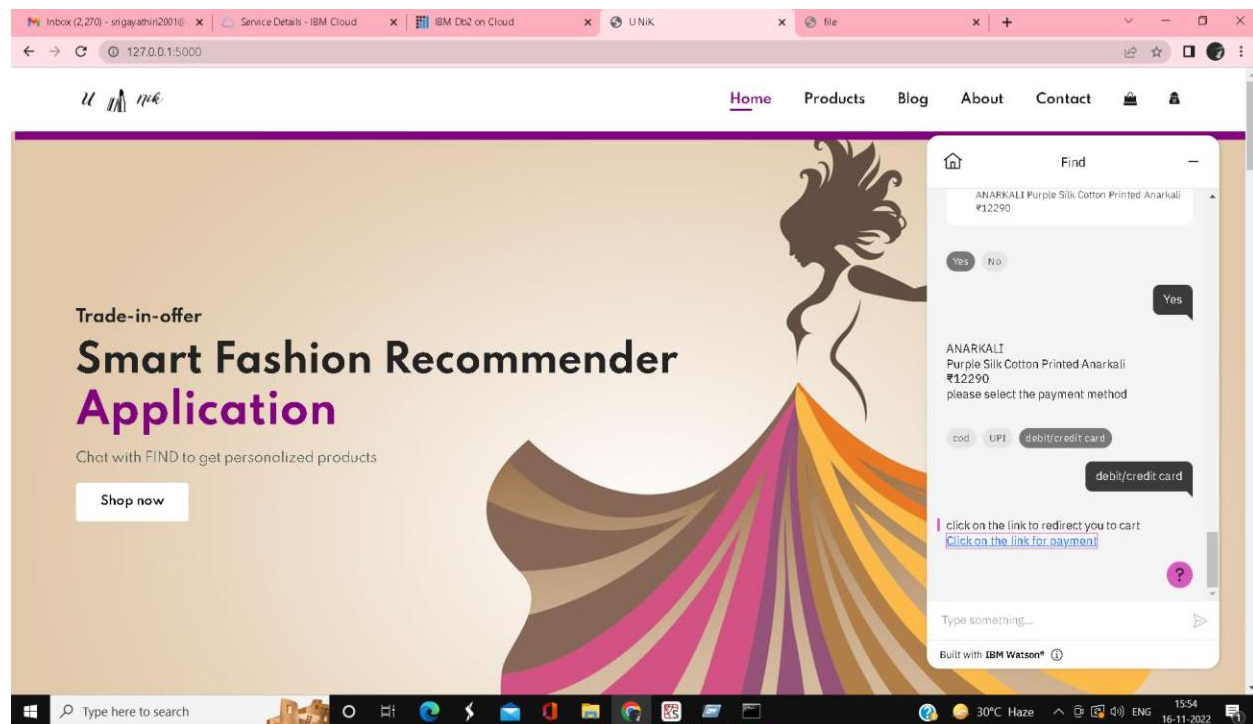 Inbox (2,270) - srigayathiri2001@
Service Details - IBM Cloud
IBM Db2 on Cloud
UNiK
file
127.0.0.1:5000
u nik
Home
Products
Blog
About
Contact
Trade-in-offer
Smart Fashion Recommender
Application
Chat with FIND to get personalized products
Shop now
Find
ANARKALI Purple Silk Cotton Printed Anarkali
₹12290
Yes No
Yes
ANARKALI
Purple Silk Cotton Printed Anarkali
₹12290
please select the payment method
cod UPI debit/credit card
debit/credit card
click on the link to redirect you to cart
Click on the link for payment
?
Type something...
Built with IBM Watson®
Type here to search
30°C Haze
ENG
15:54
16-11-2022